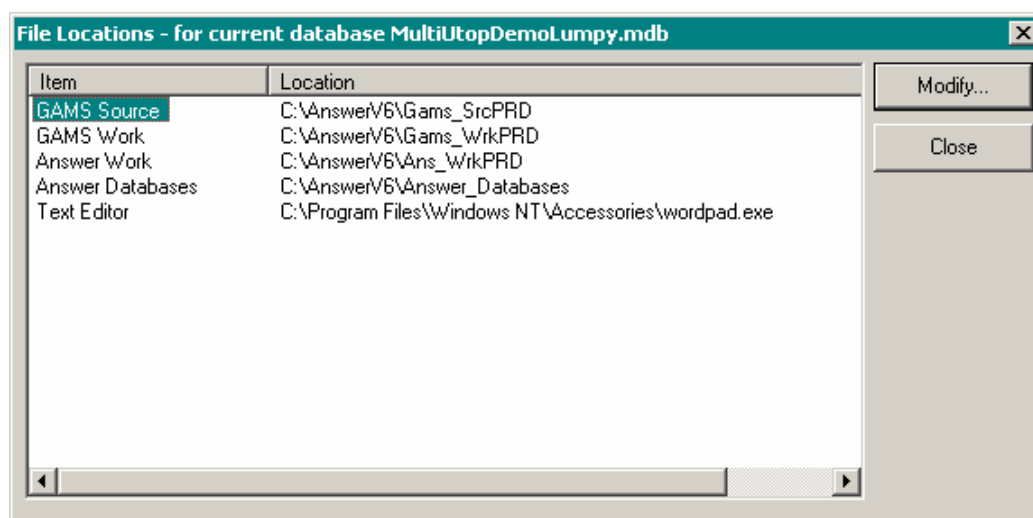 File Locations - for current database MultiUtopDemoLumpy.mdb
Item Location
GAMS Source C:\AnswerV6\Gams_SrcPRD
GAMS Work C:\AnswerV6\Gams_WrkPRD
Answer Work C:\AnswerV6\Ans_WrkPRD
Answer Databases C:\AnswerV6\Answer_Databases
Text Editor C:\Program Files\Windows NT\Accessories\wordpad.exe
Modify...
Close